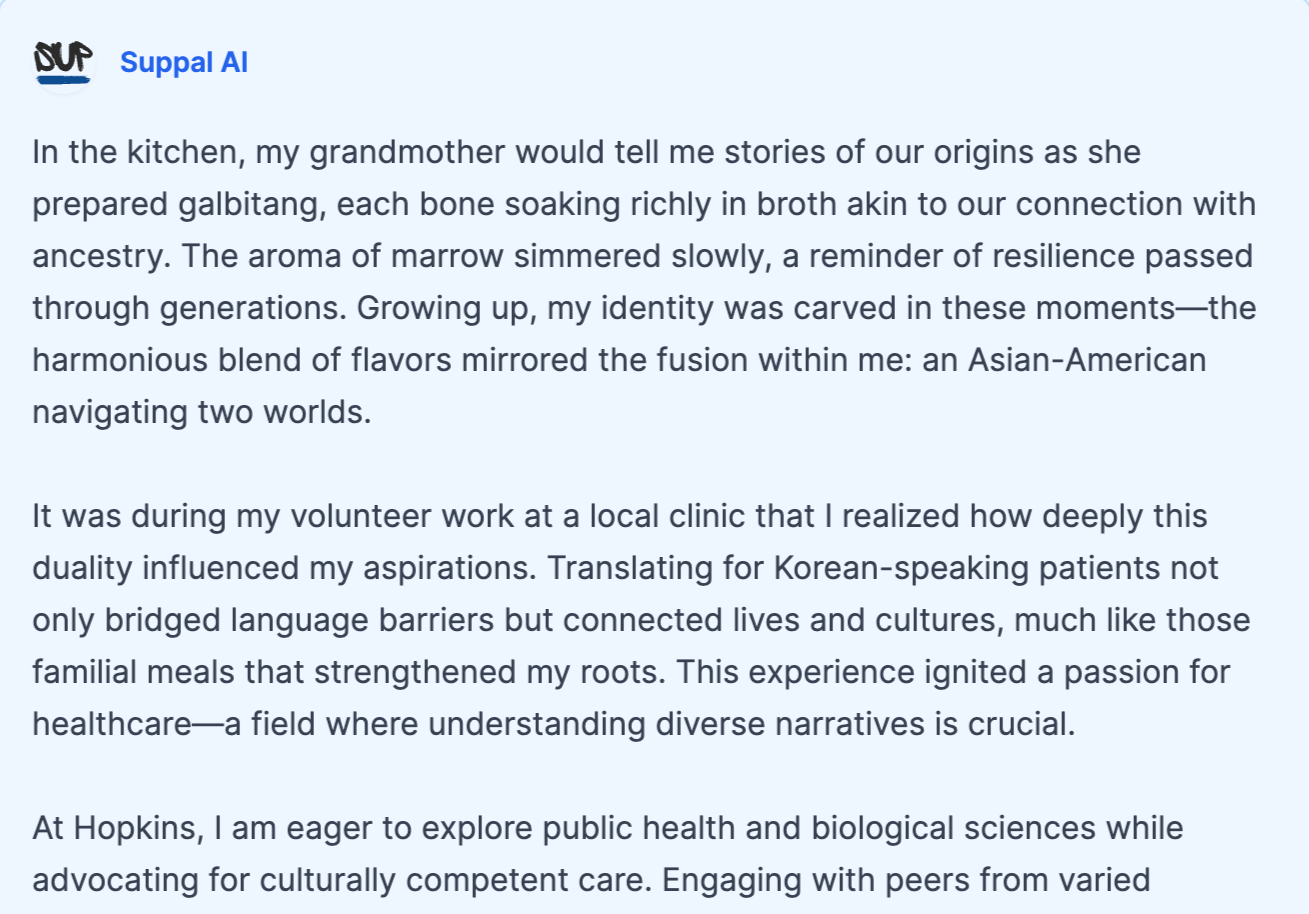 SUP
Suppal AI
In the kitchen, my grandmother would tell me stories of our origins as she
prepared galbitang, each bone soaking richly in broth akin to our connection with
ancestry. The aroma of marrow simmered slowly, a reminder of resilience passed
through generations. Growing up, my identity was carved in these moments—the
harmonious blend of flavors mirrored the fusion within me: an Asian-American
navigating two worlds.
It was during my volunteer work at a local clinic that I realized how deeply this
duality influenced my aspirations. Translating for Korean-speaking patients not
only bridged language barriers but connected lives and cultures, much like those
familial meals that strengthened my roots. This experience ignited a passion for
healthcare—a field where understanding diverse narratives is crucial.
At Hopkins, I am eager to explore public health and biological sciences while
advocating for culturally competent care. Engaging with peers from varied